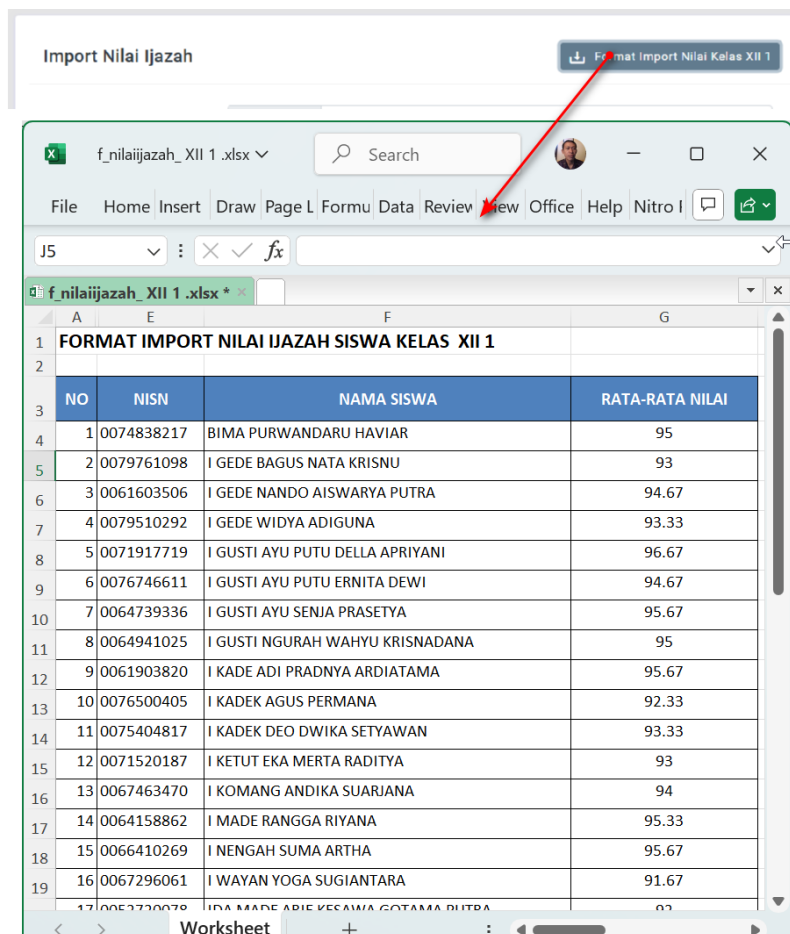 Import Nilai Ijazah
Format Import Nilai Kelas XII 1
f_nilaiijazah_ XII 1 .xlsx
Search
File Home Insert Draw Page L Formu Data Review View Office Help Nitro
J5 fx
f_nilaiijazah_ XII 1 .xlsx *
A E F G
1 FORMAT IMPORT NILAI IJAZAH SISWA KELAS XII 1
2
3 NO NISN NAMA SISWA RATA-RATA NILAI
4 1 0074838217 BIMA PURWANDARU HAVIAR 95
5 2 0079761098 I GEDE BAGUS NATA KRISNU 93
6 3 0061603506 I GEDE NANDO AISWARYA PUTRA 94.67
7 4 0079510292 I GEDE WIDYA ADIGUNA 93.33
8 5 0071917719 I GUSTI AYU PUTU DELLA APRIYANI 96.67
9 6 0076746611 I GUSTI AYU PUTU ERNITA DEWI 94.67
10 7 0064739336 I GUSTI AYU SENJA PRASETYA 95.67
11 8 0064941025 I GUSTI NGURAH WAHYU KRISNADANA 95
12 9 0061903820 I KADE ADI PRADNYA ARDIATAMA 95.67
13 10 0076500405 I KADEK AGUS PERMANA 92.33
14 11 0075404817 I KADEK DEO DWIKA SETYAWAN 93.33
15 12 0071520187 I KETUT EKA MERTA RADITYA 93
16 13 0067463470 I KOMANG ANDIKA SUARJANA 94
17 14 0064158862 I MADE RANGGA RIYANA 95.33
18 15 0066410269 I NENGAH SUMA ARTHA 95.67
19 16 0067296061 I WAYAN YOGA SUGIANTARA 91.67
Worksheet